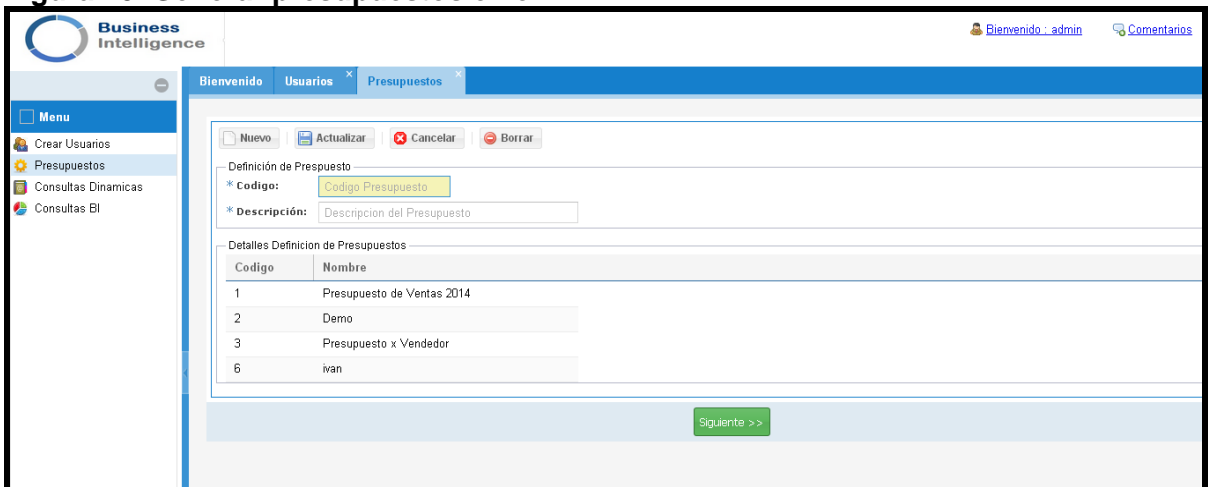 Business
Intelligence
Bienvenido : admin
Comentarios
Bienvenido Usuarios Presupuestos
Menu
Crear Usuarios
Presupuestos
Consultas Dinamicas
Consultas BI
Nuevo Actualizar Cancelar Borrar
Definición de Prespuesto
* Codigo: Codigo Presupuesto
* Descripción: Descripcion del Presupuesto
Detalles Definicion de Presupuestos
Codigo Nombre
1 Presupuesto de Ventas 2014
2 Demo
3 Presupuesto x Vendedor
6 ivan
Siguiente >>